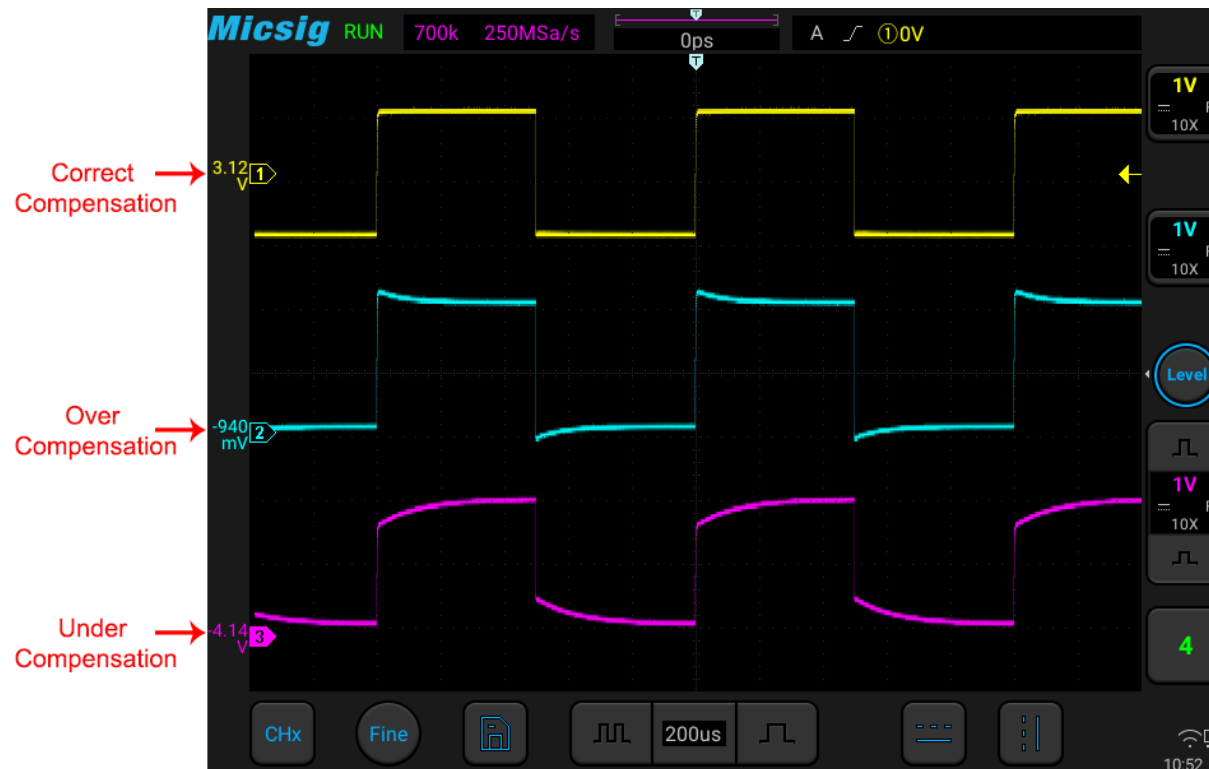 Micsig RUN 700k 250MSa/s 0ps A ①0V
T
T
1V
10X
Correct
Compensation
3.12
V
1
1V
10X
Level
Over
Compensation
-940
mV
2
1V
10X
Under
Compensation
-4.14
V
3
4
CHx Fine 200us
10:52